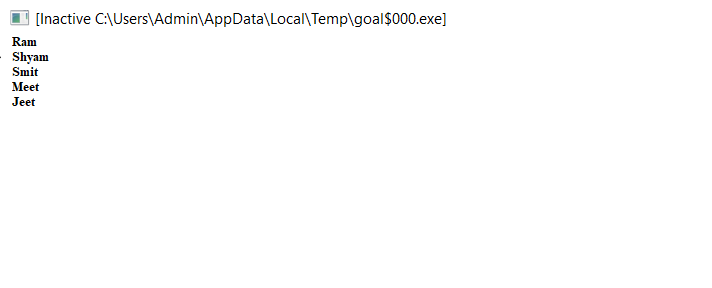 [Inactive C:\Users\Admin\AppData\Local\Temp\goal$000.exe]
Ram
Shyam
Smit
Meet
Jeet